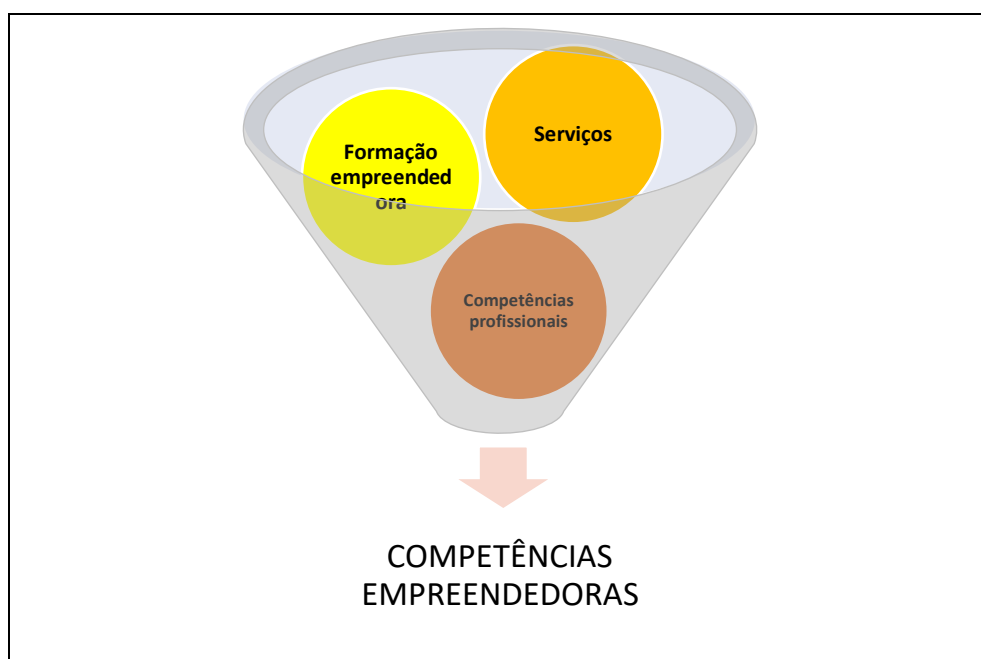 Formação
empreended
ora
Serviços
Competências
profissionais
COMPETÊNCIAS
EMPREENDEDORAS